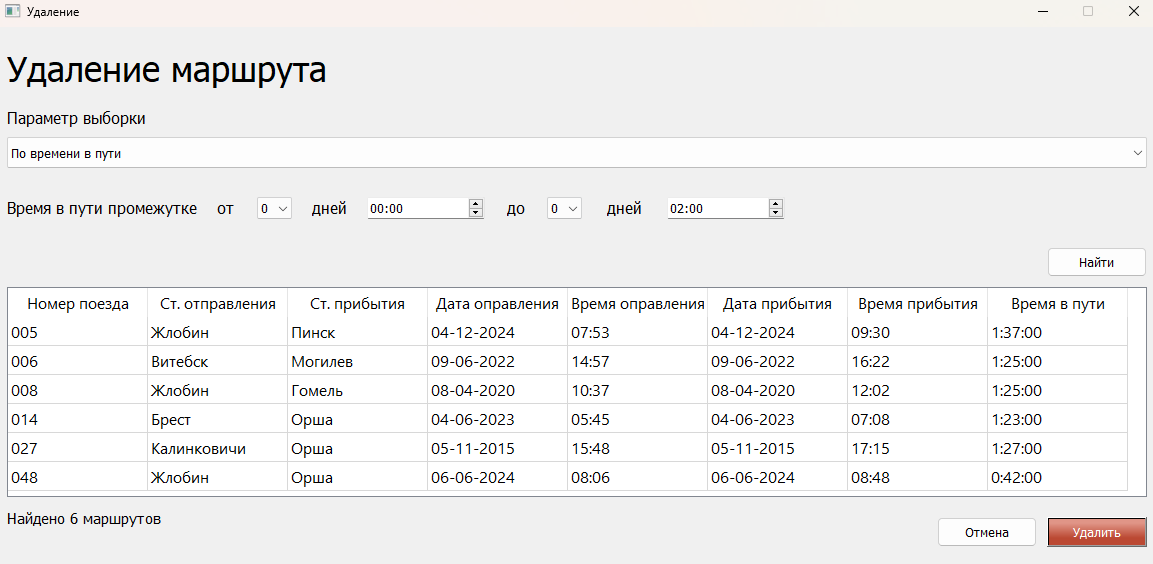 Удаление
Удаление маршрута
Параметр выборки
По времени в пути
Время в пути промежутке от 0 дней 00:00 до 0 дней 02:00
Найти
Номер поезда Ст. отправления Ст. прибытия Дата оправления Время оправления Дата прибытия Время прибытия Время в пути
005 Жлобин Пинск 04-12-2024 07:53 04-12-2024 09:30 1:37:00
006 Витебск Могилев 09-06-2022 14:57 09-06-2022 16:22 1:25:00
008 Жлобин Гомель 08-04-2020 10:37 08-04-2020 12:02 1:25:00
014 Брест Орша 04-06-2023 05:45 04-06-2023 07:08 1:23:00
027 Калинковичи Орша 05-11-2015 15:48 05-11-2015 17:15 1:27:00
048 Жлобин Орша 06-06-2024 08:06 06-06-2024 08:48 0:42:00
Найдено 6 маршрутов
Отмена Удалить